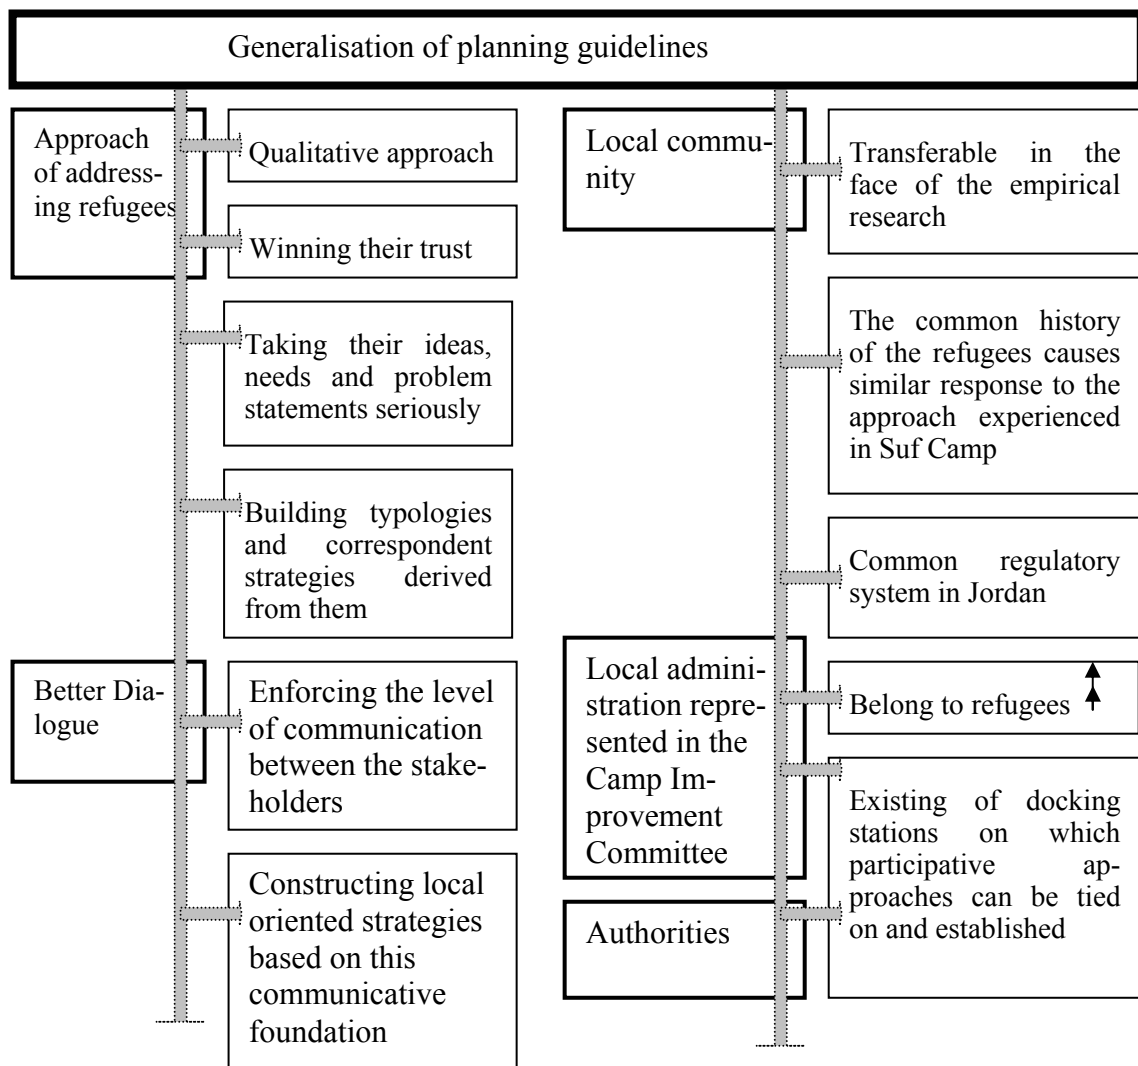 Generalisation of planning guidelines
Approach
of address-
ing refugees
Qualitative approach
Winning their trust
Taking their ideas,
needs and problem
statements seriously
Building typologies
and correspondent
strategies derived
from them
Better Dia-
logue
Enforcing the level
of communication
between the stake-
holders
Constructing local
oriented strategies
based on this
communicative
foundation
Local commu-
nity
Transferable in the
face of the empirical
research
The common history
of the refugees causes
similar response to the
approach experienced
in Suf Camp
Common regulatory
system in Jordan
Local admini-
stration repre-
sented in the
Camp Im-
provement
Committee
Belong to refugees
Existing of docking
stations on which
participative ap-
proaches can be tied
on and established
Authorities